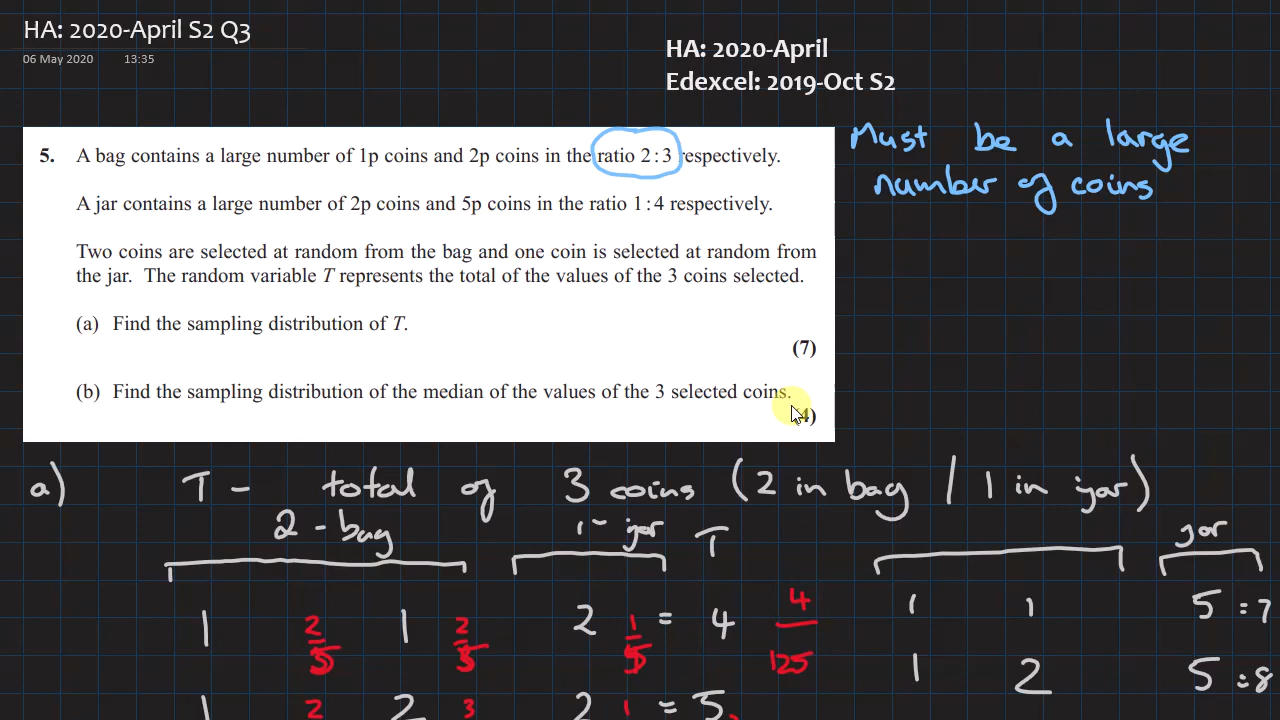 HA: 2020-April S2 Q3
06 May 2020 13:35
HA: 2020-April
Edexcel: 2019-Oct S2
5. A bag contains a large number of 1p coins and 2p coins in the ratio 2:3 respectively.
A jar contains a large number of 2p coins and 5p coins in the ratio 1:4 respectively.
Two coins are selected at random from the bag and one coin is selected at random from
the jar. The random variable T represents the total of the values of the 3 coins selected.
(a) Find the sampling distribution of T.
(7)
(b) Find the sampling distribution of the median of the values of the 3 selected coins.
(4)
Must be a large
number of coins
a) T - total of 3 coins (2 in bag / 1 in jar)
2 - bag 1 - jar T jar
1 2/5 1 2/5 2 1/5 = 4 4/125 1 1 5 = 7
1 2 5 = 8
1 2 2 3 2 1 = 5